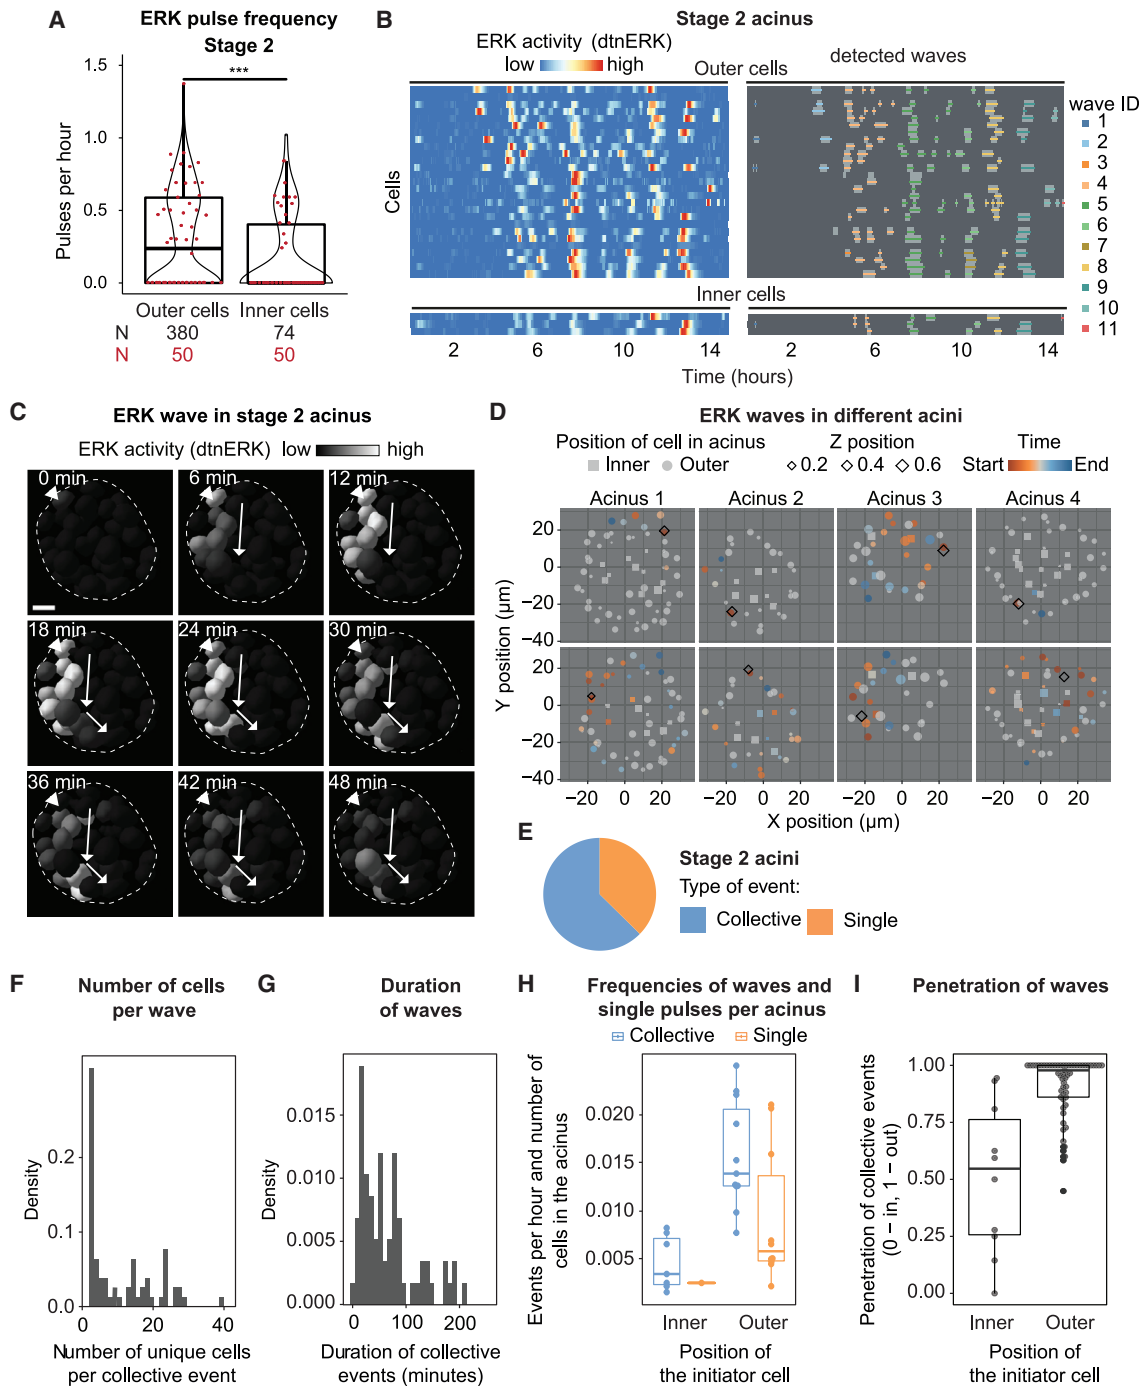 A
ERK pulse frequency
Stage 2
Pulses per hour
1.5
1.0
0.5
0.0
***
Outer cells
Inner cells
N 380 74
N 50 50
B
Stage 2 acinus
ERK activity (dtnERK)
low high
Outer cells
detected waves
Cells
Inner cells
2 6 10 14
2 6 10 14
Time (hours)
wave ID
1
2
3
4
5
6
7
8
9
10
11
C
ERK wave in stage 2 acinus
ERK activity (dtnERK) low high
0 min
6 min
12 min
18 min
24 min
30 min
36 min
42 min
48 min
D
ERK waves in different acini
Position of cell in acinus
Inner Outer
Z position
0.2 0.4 0.6
Time
Start End
Acinus 1
Acinus 2
Acinus 3
Acinus 4
Y position (µm)
20
0
−20
−40
20
0
−20
−40
−20 0 20
−20 0 20
−20 0 20
−20 0 20
X position (µm)
E
Stage 2 acini
Type of event:
Collective Single
F
Number of cells
per wave
Density
0.2
0.1
0.0
0 20 40
Number of unique cells
per collective event
G
Duration
of waves
Density
0.015
0.010
0.005
0.000
0 100 200
Duration of collective
events (minutes)
H
Frequencies of waves and
single pulses per acinus
Collective Single
Events per hour and number of
cells in the acinus
0.020
0.015
0.010
0.005
Inner Outer
Position of
the initiator cell
I
Penetration of waves
Penetration of collective events
(0 − in, 1 − out)
1.00
0.75
0.50
0.25
0.00
Inner Outer
Position of
the initiator cell